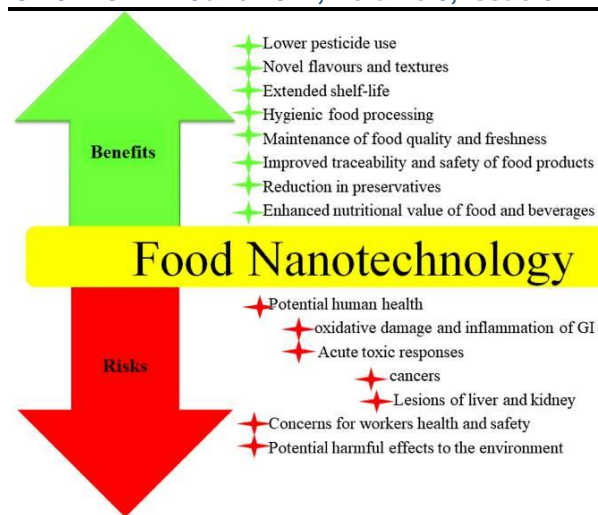 Lower pesticide use
Novel flavours and textures
Extended shelf-life
Hygienic food processing
Maintenance of food quality and freshness
Benefits
Improved traceability and safety of food products
Reduction in preservatives
Enhanced nutritional value of food and beverages
Food Nanotechnology
Potential human health
oxidative damage and inflammation of GI
Acute toxic responses
Risks
cancers
Lesions of liver and kidney
Concerns for workers health and safety
Potential harmful effects to the environment